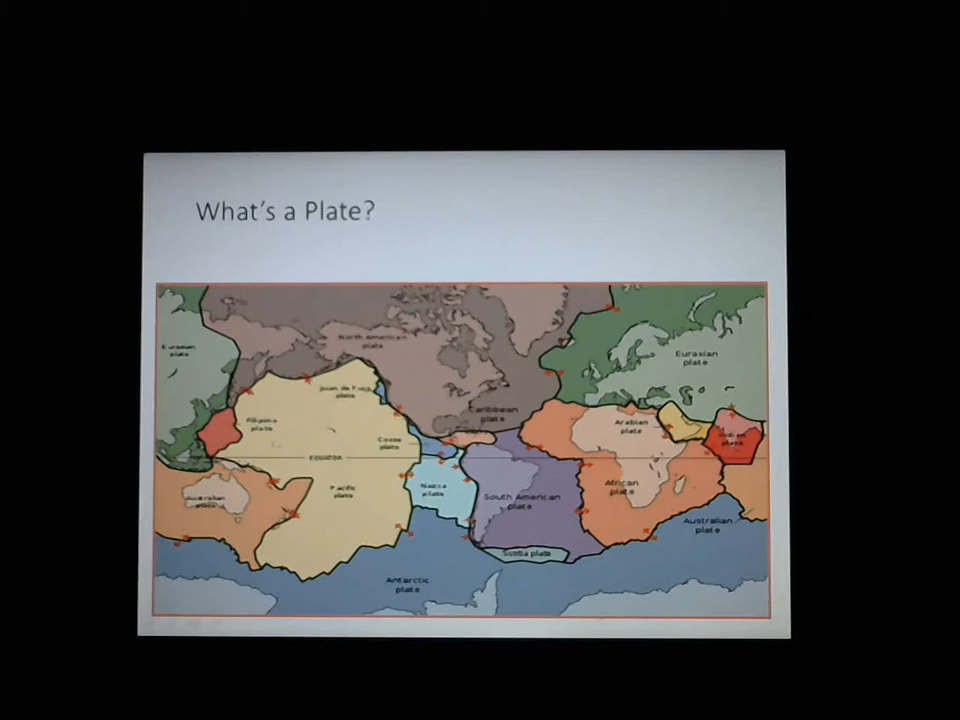 What's a Plate?
North American
plate
Eurasian
plate
Eurasian
plate
Juan de Fuca
plate
Caribbean
plate
Filipino
plate
Arabian
plate
Indian
plate
Cocos
plate
EQUATOR
Pacific
plate
Nazca
plate
South American
plate
African
plate
Australian
plate
Australian
plate
Scotia plate
Antarctic
plate